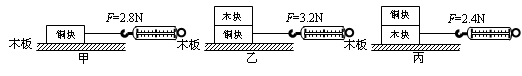 F=2.8N
铜块
木板
甲
F=3.2N
木块
铜块
木板
乙
F=2.4N
铜块
木块
木板
丙